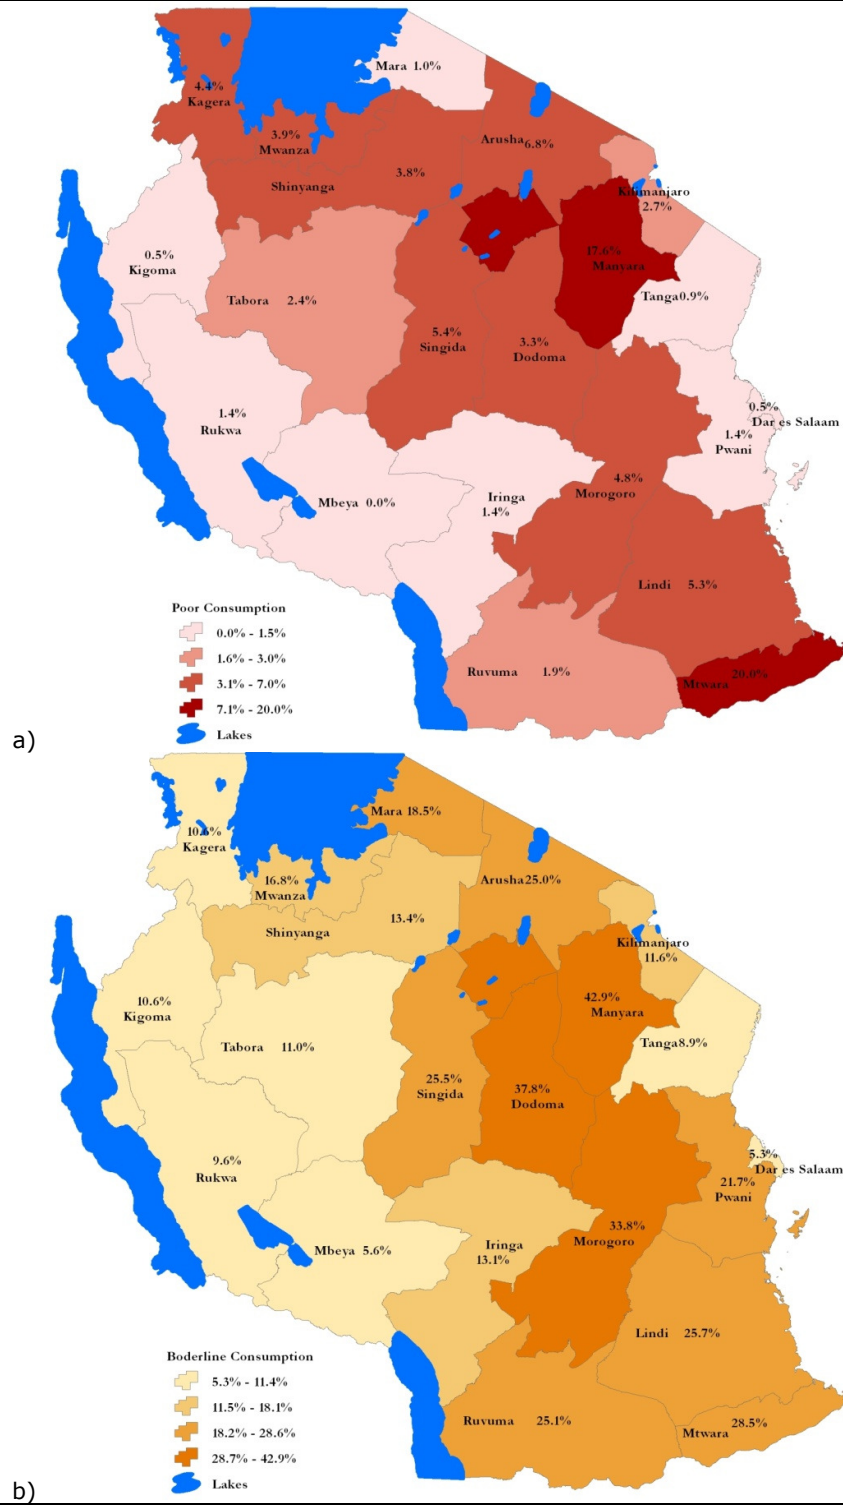 Mara 1.0%
4.4%
Kagera
3.9%
Mwanza
Arusha 6.8%
3.8%
Shinyanga
Kilimanjaro
2.7%
0.5%
Kigoma
17.6%
Manyara
Tabora 2.4%
Tanga 0.9%
5.4%
Singida
3.3%
Dodoma
1.4%
Rukwa
0.5%
Dar es Salaam
1.4%
Pwani
Mbeya 0.0%
Iringa
1.4%
4.8%
Morogoro
Lindi 5.3%
Ruvuma 1.9%
Mtwara 20.0%
Poor Consumption
0.0% - 1.5%
1.6% - 3.0%
3.1% - 7.0%
7.1% - 20.0%
Lakes
a)
Mara 18.5%
10.6%
Kagera
16.8%
Mwanza
Arusha 25.0%
13.4%
Shinyanga
Kilimanjaro
11.6%
10.6%
Kigoma
42.9%
Manyara
Tabora 11.0%
Tanga 8.9%
25.5%
Singida
37.8%
Dodoma
9.6%
Rukwa
5.3%
Dar es Salaam
21.7%
Pwani
Mbeya 5.6%
Iringa
13.1%
33.8%
Morogoro
Lindi 25.7%
Ruvuma 25.1%
Mtwara 28.5%
Boderline Consumption
5.3% - 11.4%
11.5% - 18.1%
18.2% - 28.6%
28.7% - 42.9%
Lakes
b)